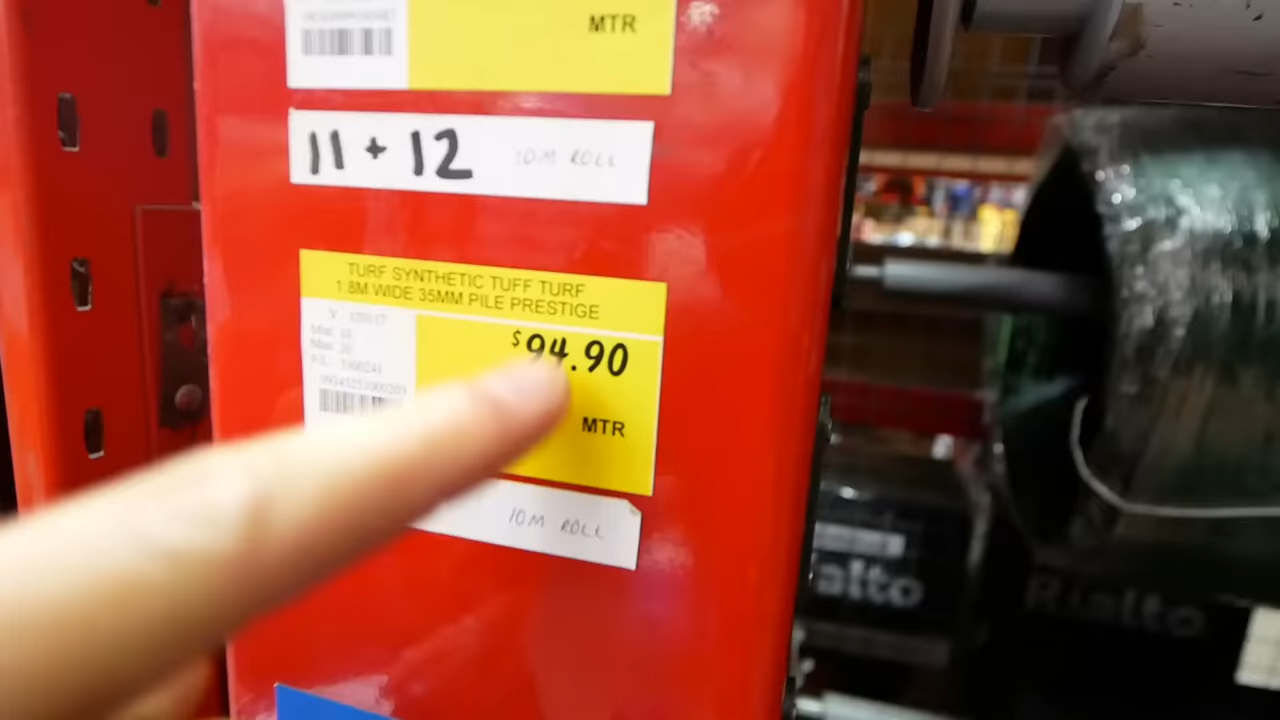 MTR
11 + 12 10M ROLL
TURF SYNTHETIC TUFF TURF
1.8M WIDE 35MM PILE PRESTIGE
$94.90
MTR
10M ROLL
alto
Rialto